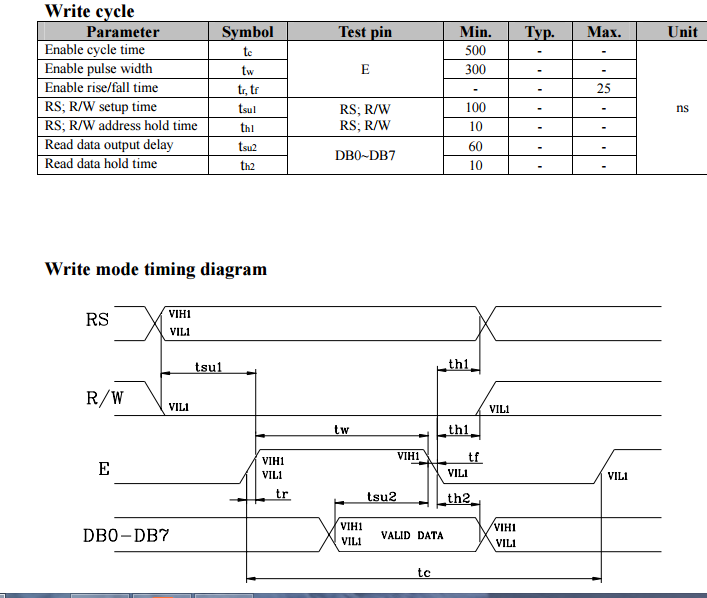 Write cycle
Parameter Symbol Test pin Min. Typ. Max. Unit
Enable cycle time tc E 500 - - ns
Enable pulse width tw 300 - -
Enable rise/fall time tr, tf - - 25
RS; R/W setup time tsu1 RS; R/W 100 - -
RS; R/W address hold time th1 RS; R/W 10 - -
Read data output delay tsu2 DB0~DB7 60 - -
Read data hold time th2 10 - -
Write mode timing diagram
RS VIH1
VIL1
tsu1 th1
R/W VIL1 VIL1
tw th1
E VIH1 VIH1 tf
VIL1 VIL1 VIL1
tr tsu2 th2
DB0-DB7 VIH1 VALID DATA VIH1
VIL1 VIL1
tc